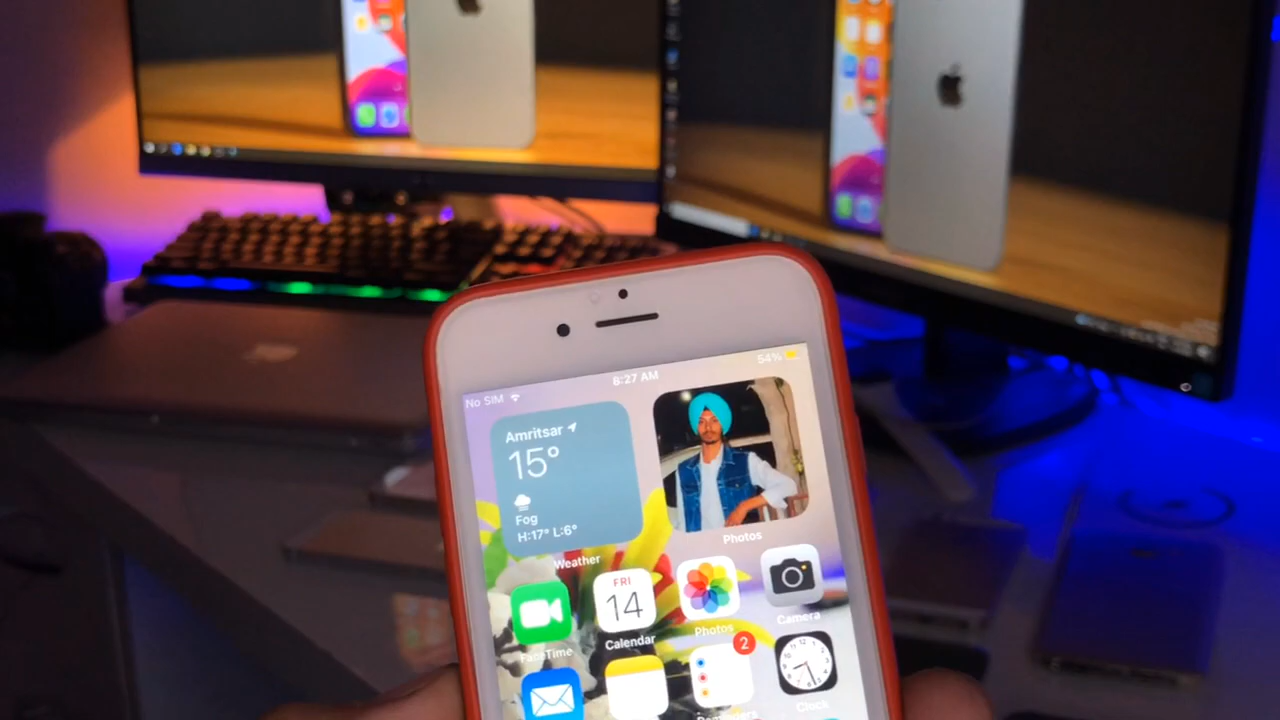 54%
8:27 AM
No SIM
Amritsar
15°
Fog
H:17° L:6°
Weather
Photos
FRI
14
FaceTime
Calendar
Photos
Camera
2
Reminders
Clock